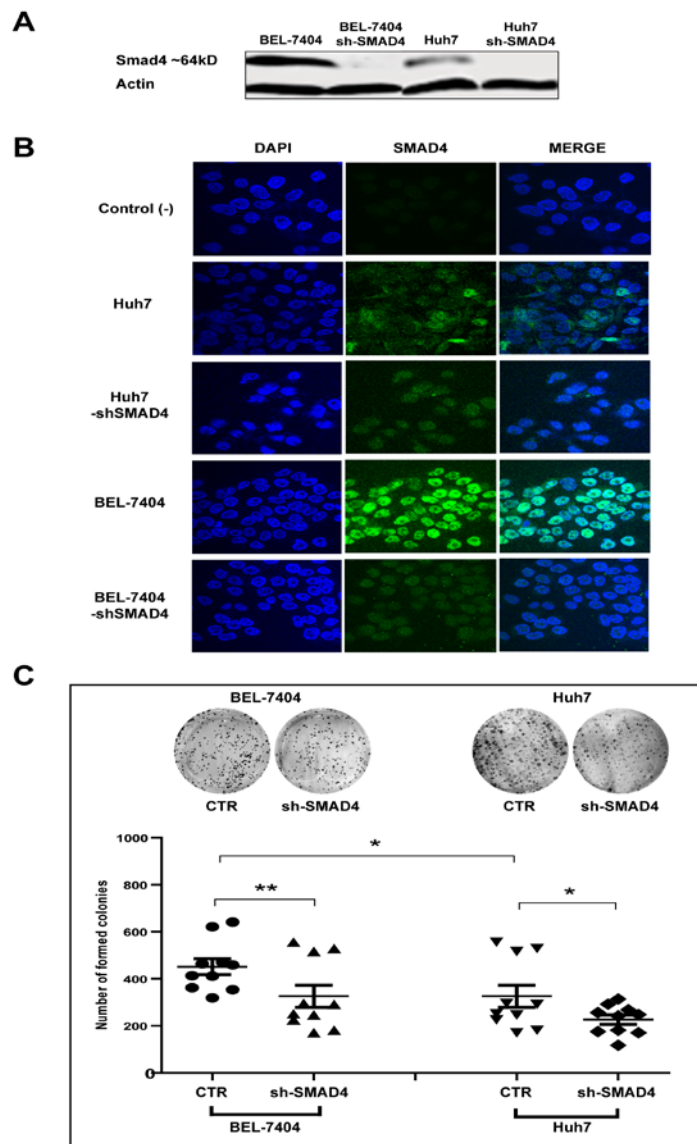 A
BEL-7404 BEL-7404 sh-SMAD4 Huh7 Huh7 sh-SMAD4
Smad4 ~64kD
Actin
B
DAPI SMAD4 MERGE
Control (-)
Huh7
Huh7
-shSMAD4
BEL-7404
BEL-7404
-shSMAD4
C
BEL-7404 Huh7
CTR sh-SMAD4 CTR sh-SMAD4
Number of formed colonies
1000
800
600
400
200
0
*
**
*
CTR sh-SMAD4 CTR sh-SMAD4
BEL-7404 Huh7